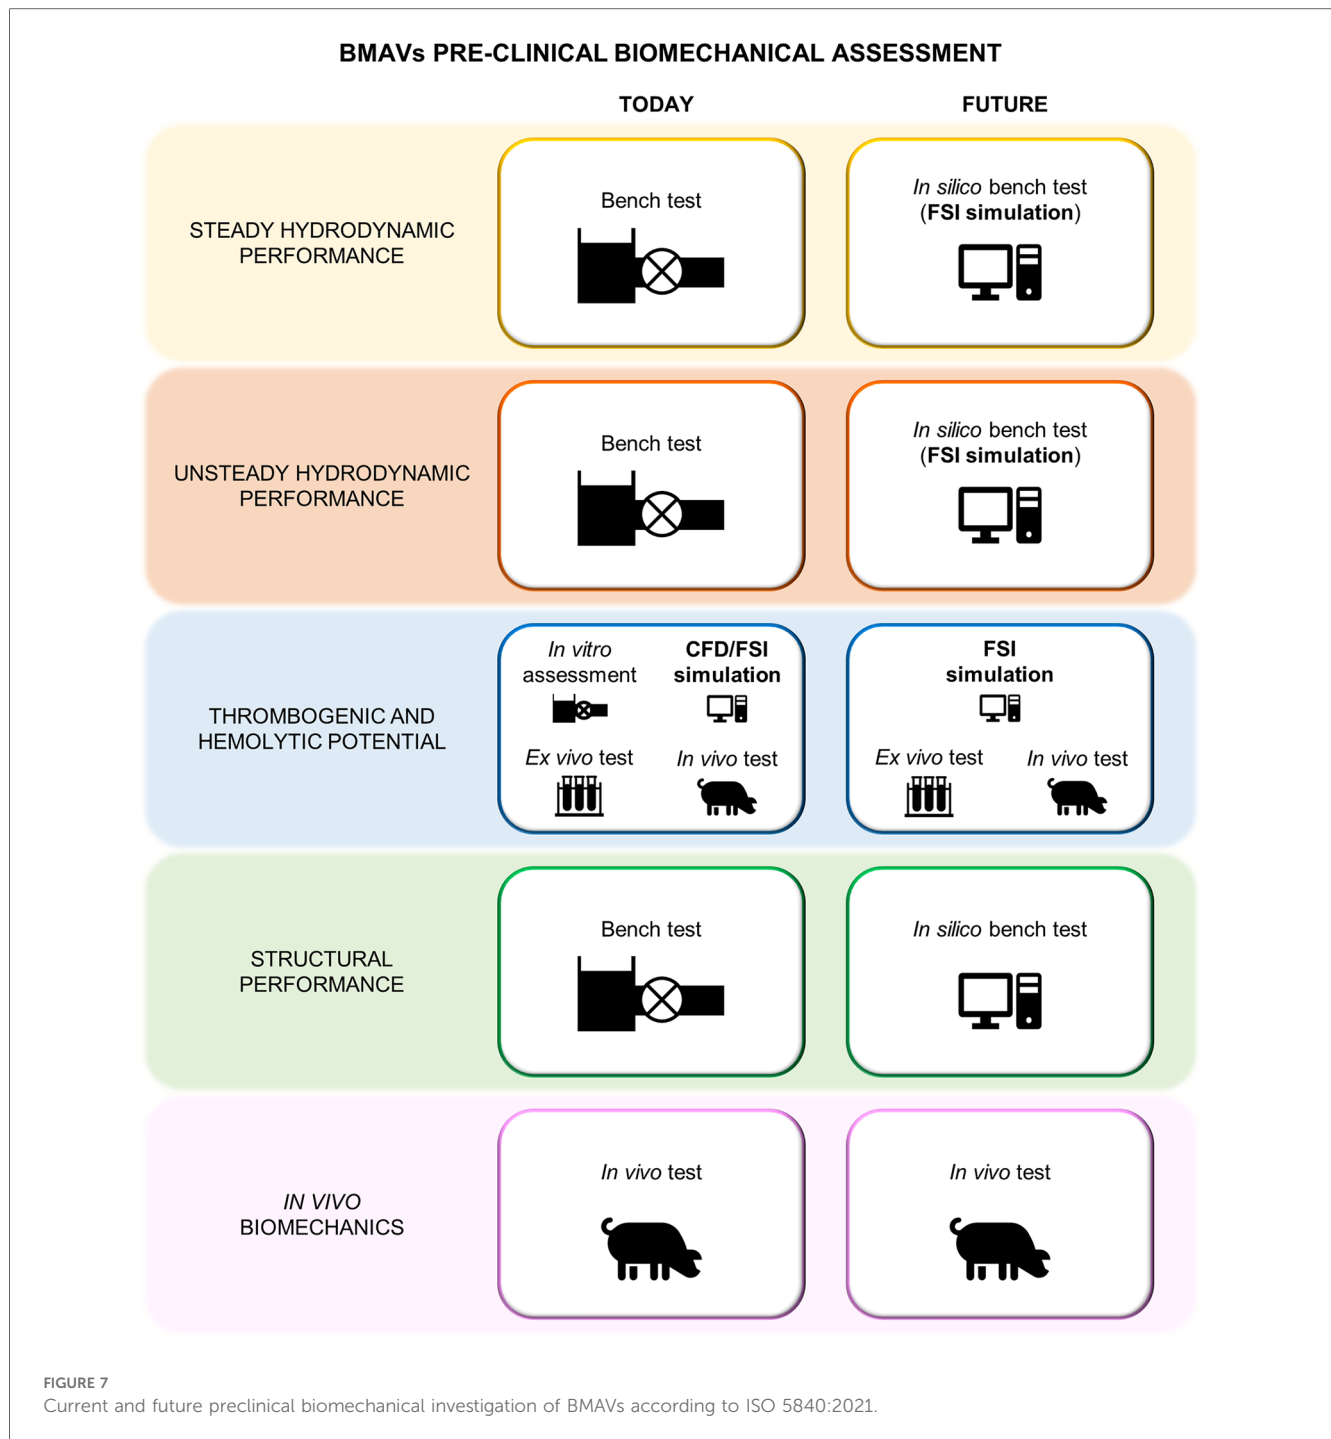 BMAVs PRE-CLINICAL BIOMECHANICAL ASSESSMENT
TODAY
FUTURE
STEADY HYDRODYNAMIC
PERFORMANCE
Bench test
In silico bench test
(FSI simulation)
UNSTEADY HYDRODYNAMIC
PERFORMANCE
Bench test
In silico bench test
(FSI simulation)
THROMBOGENIC AND
HEMOLYTIC POTENTIAL
In vitro
assessment
CFD/FSI
simulation
Ex vivo test
In vivo test
FSI
simulation
Ex vivo test
In vivo test
STRUCTURAL
PERFORMANCE
Bench test
In silico bench test
IN VIVO
BIOMECHANICS
In vivo test
In vivo test
FIGURE 7
Current and future preclinical biomechanical investigation of BMAVs according to ISO 5840:2021.